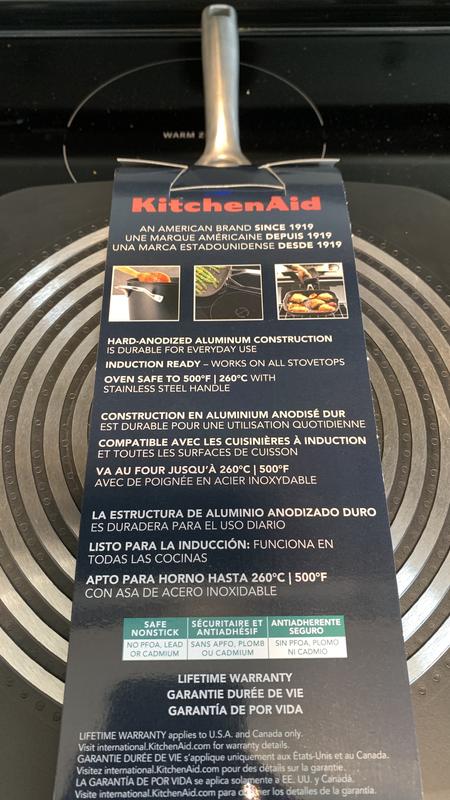 WARM
KitchenAid
AN AMERICAN BRAND SINCE 1919
UNE MARQUE AMÉRICAINE DEPUIS 1919
UNA MARCA ESTADOUNIDENSE DESDE 1919
HARD-ANODIZED ALUMINUM CONSTRUCTION
IS DURABLE FOR EVERYDAY USE
INDUCTION READY – WORKS ON ALL STOVETOPS
OVEN SAFE TO 500°F | 260°C WITH
STAINLESS STEEL HANDLE
CONSTRUCTION EN ALUMINIUM ANODISÉ DUR
EST DURABLE POUR UNE UTILISATION QUOTIDIENNE
COMPATIBLE AVEC LES CUISINIÈRES À INDUCTION
ET TOUTES LES SURFACES DE CUISSON
VA AU FOUR JUSQU'À 260°C | 500°F
AVEC DE POIGNÉE EN ACIER INOXYDABLE
LA ESTRUCTURA DE ALUMINIO ANODIZADO DURO
ES DURADERA PARA EL USO DIARIO
LISTO PARA LA INDUCCIÓN: FUNCIONA EN
TODAS LAS COCINAS
APTO PARA HORNO HASTA 260°C | 500°F
CON ASA DE ACERO INOXIDABLE
SAFE
NONSTICK
NO PFOA, LEAD
OR CADMIUM
SÉCURITAIRE ET
ANTIADHÉSIF
SANS APFO, PLOMB
OU CADMIUM
ANTIADHERENTE
SEGURO
SIN PFOA, PLOMO
NI CADMIO
LIFETIME WARRANTY
GARANTIE DURÉE DE VIE
GARANTÍA DE POR VIDA
LIFETIME WARRANTY applies to U.S.A. and Canada only.
Visit international.KitchenAid.com for warranty details.
GARANTIE DURÉE DE VIE s'applique uniquement aux États-Unis et au Canada.
Visitez international.KitchenAid.com pour des détails sur la garantie.
LA GARANTÍA DE POR VIDA se aplica solamente a EE. UU. y Canadá.
Visite international.KitchenAid.com para obtener los detalles de la garantía.